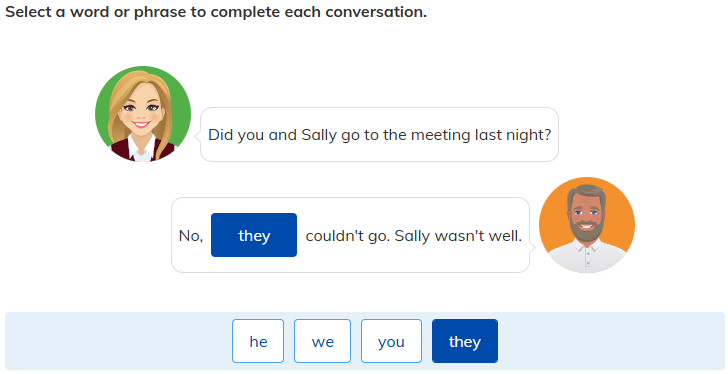 Select a word or phrase to complete each conversation.
Did you and Sally go to the meeting last night?
No, they couldn't go. Sally wasn't well.
he we you they